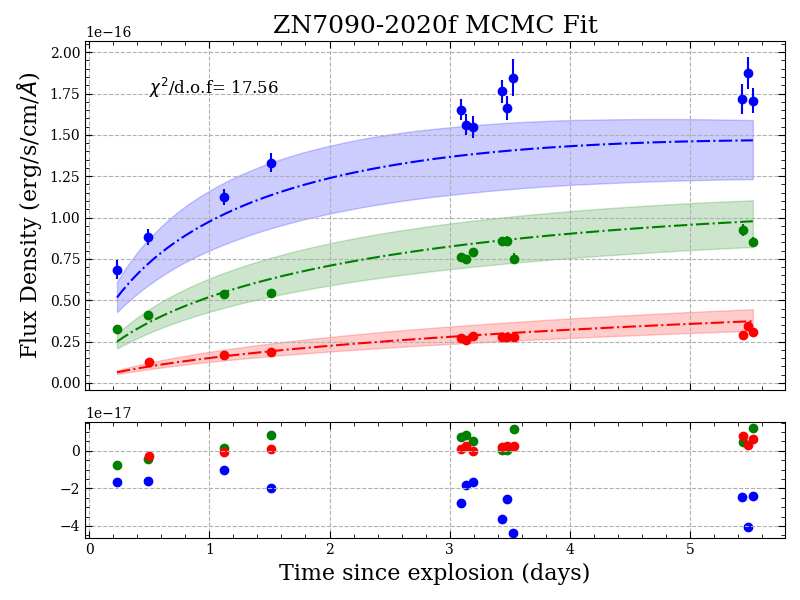 ZN7090-2020f MCMC Fit
1e−16
χ²/d.o.f= 17.56
Flux Density (erg/s/cm/Å)
2.00
1.75
1.50
1.25
1.00
0.75
0.50
0.25
0.00
1e−17
0
−2
−4
0 1 2 3 4 5
Time since explosion (days)